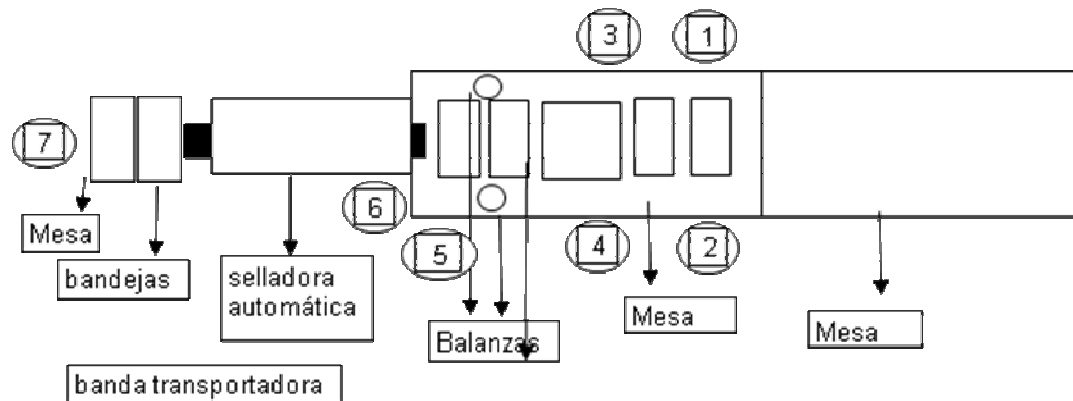 3 1
7
6
5 4 2
Mesa
bandejas
selladora
automática
Balanzas
Mesa
Mesa
banda transportadora